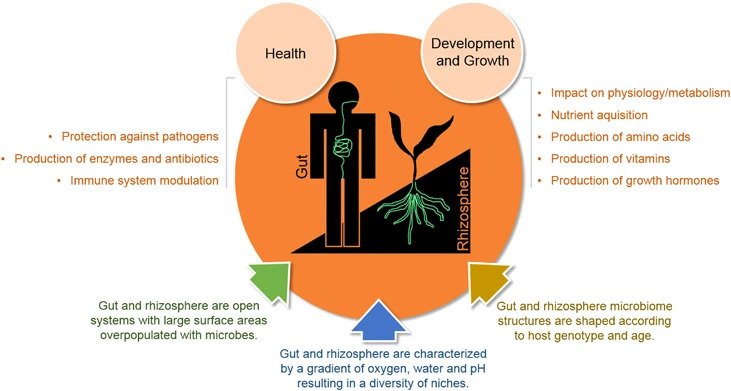 Health
Development
and Growth
• Protection against pathogens
• Production of enzymes and antibiotics
• Immune system modulation
• Impact on physiology/metabolism
• Nutrient aquisition
• Production of amino acids
• Production of vitamins
• Production of growth hormones
Gut
Rhizosphere
Gut and rhizosphere are open
systems with large surface areas
overpopulated with microbes.
Gut and rhizosphere are characterized
by a gradient of oxygen, water and pH
resulting in a diversity of niches.
Gut and rhizosphere microbiome
structures are shaped according
to host genotype and age.